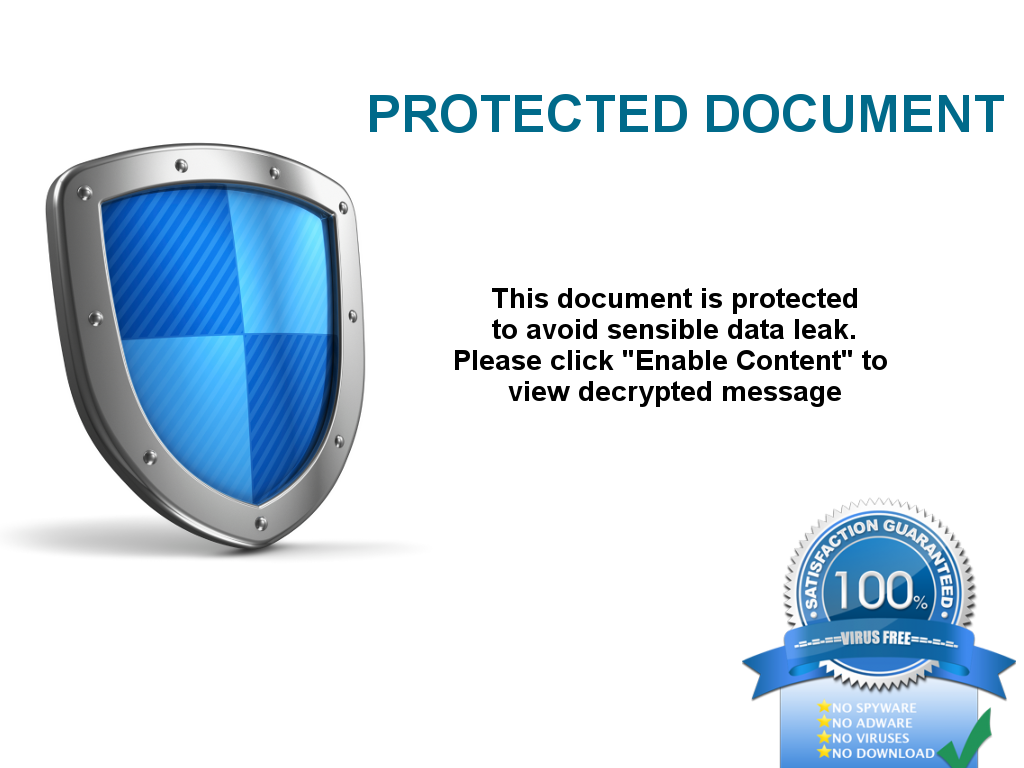 PROTECTED DOCUMENT
This document is protected
to avoid sensible data leak.
Please click "Enable Content" to
view decrypted message
SATISFACTION GUARANTEED
100%
-=-=-==VIRUS FREE==-=-=-
NO SPYWARE
NO ADWARE
NO VIRUSES
NO DOWNLOAD